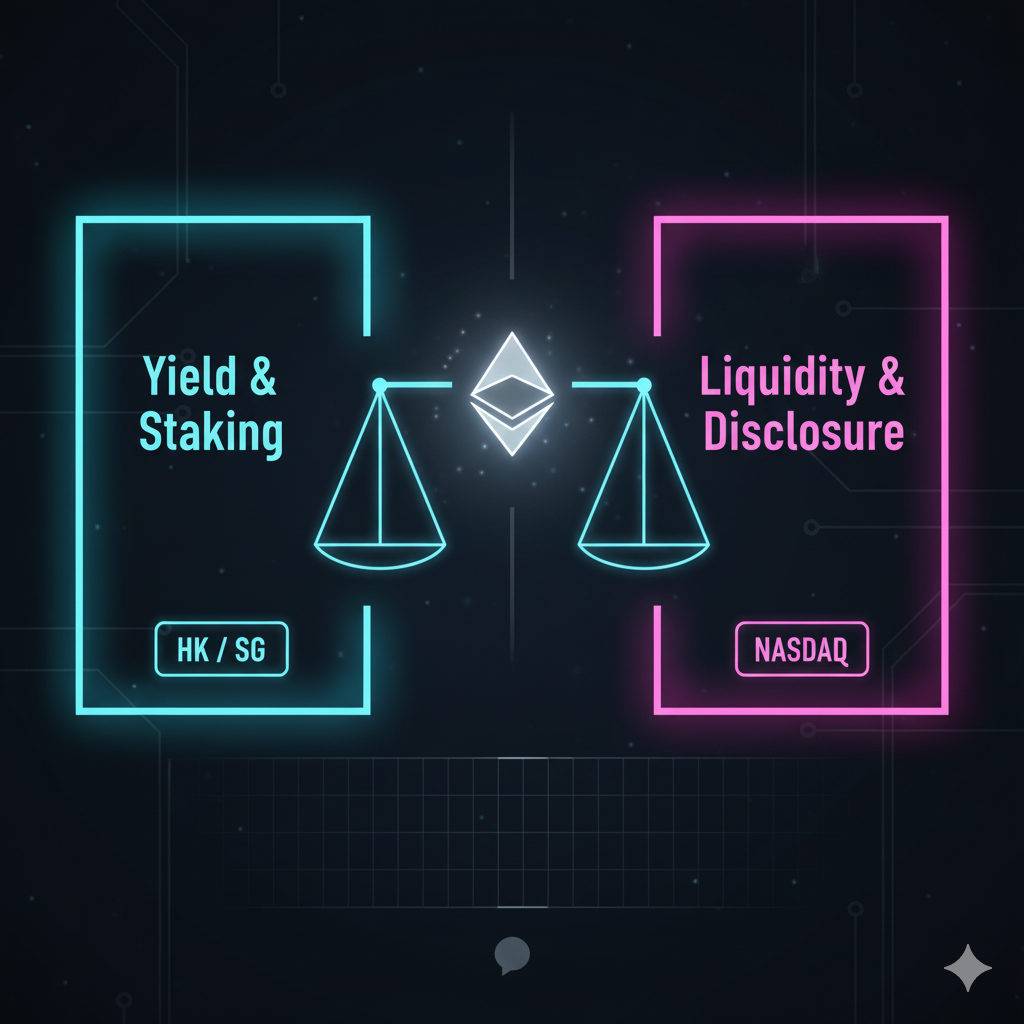 Yield &
Staking
HK / SG
Liquidity &
Disclosure
NASDAQ